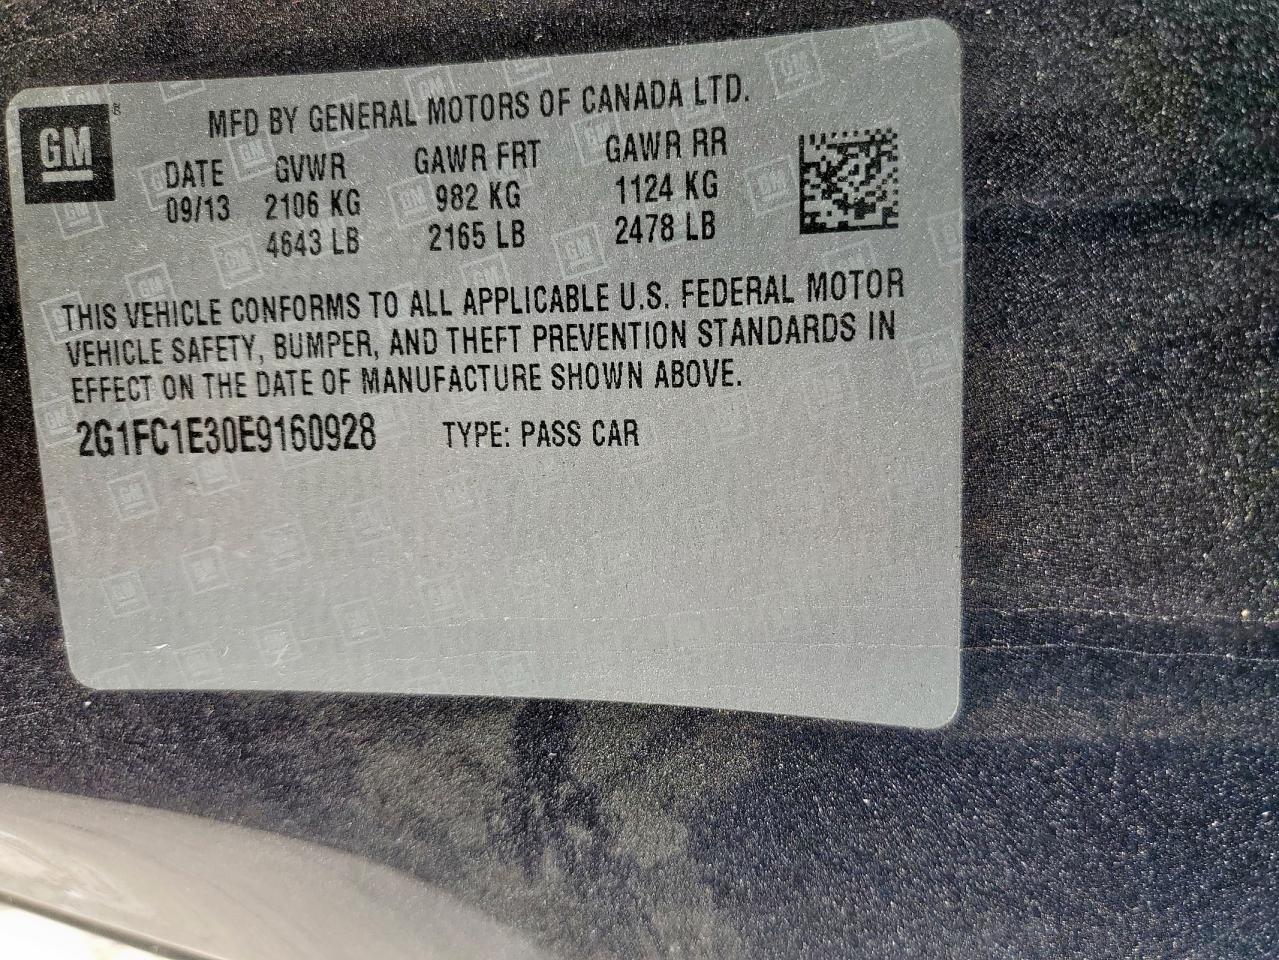 GM
MFD BY GENERAL MOTORS OF CANADA LTD.
DATE GVWR GAWR FRT GAWR RR
09/13 2106 KG 982 KG 1124 KG
4643 LB 2165 LB 2478 LB
THIS VEHICLE CONFORMS TO ALL APPLICABLE U.S. FEDERAL MOTOR
VEHICLE SAFETY, BUMPER, AND THEFT PREVENTION STANDARDS IN
EFFECT ON THE DATE OF MANUFACTURE SHOWN ABOVE.
2G1FC1E30E9160928 TYPE: PASS CAR